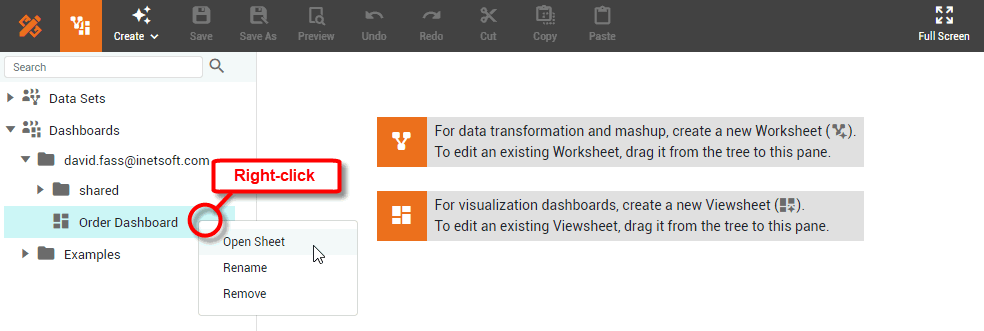 Create
Save
Save As
Preview
Undo
Redo
Cut
Copy
Paste
Full Screen
Search
Data Sets
Dashboards
david.fass@inetsoft.com
Right-click
shared
Order Dashboard
Open Sheet
Rename
Remove
Examples
For data transformation and mashup, create a new Worksheet ( ).
To edit an existing Worksheet, drag it from the tree to this pane.
For visualization dashboards, create a new Viewsheet ( ).
To edit an existing Viewsheet, drag it from the tree to this pane.